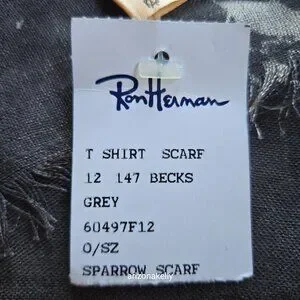 Ron Herman
T SHIRT SCARF
12 147 BECKS
GREY
60497F12
O/SZ
SPARROW SCARF
arizonakelly